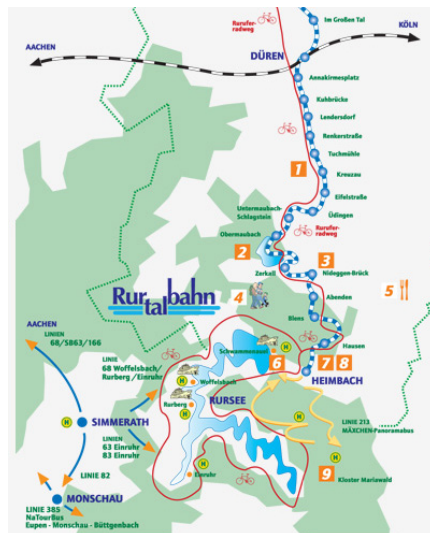 Im Großen Tal
Rurufer-
radweg
AACHEN
KÖLN
DÜREN
Annakirmesplatz
Kuhbrücke
Lendersdorf
Renkerstraße
Tuchmühle
1
Kreuzau
Eifelstraße
Untermaubach-
Schlagstein
Üdingen
Rurufer-
radweg
Obermaubach
2
3
Zerkall
Nideggen-Brück
Rurtalbahn
4
5
Abenden
Blens
AACHEN
LINIEN
68/SB63/166
Schwammenauel
H
6
7
8
Hausen
HEIMBACH
LINIE
68 Woffelsbach/
Rurberg/Einruhr
H
Woffelsbach
Rurberg
H
RURSEE
H
SIMMERATH
LINIEN
63 Einruhr
83 Einruhr
H
LINIE 213
MÄXCHEN-Panoramabus
H
Einruhr
9
H
Kloster Mariawald
LINIE 82
MONSCHAU
LINIE 385
NaTourBus
Eupen - Monschau - Büttgenbach